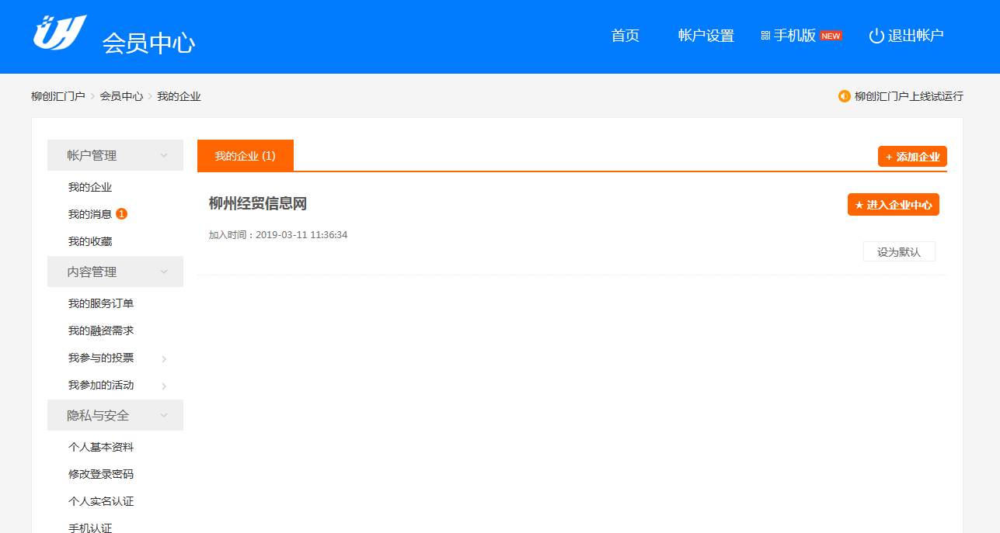 会员中心
首页
帐户设置
手机版 NEW
退出帐户
柳创汇门户 > 会员中心 > 我的企业
柳创汇门户上线试运行
帐户管理
我的企业
我的消息 1
我的收藏
内容管理
我的服务订单
我的融资需求
我参与的投票
我参加的活动
隐私与安全
个人基本资料
修改登录密码
个人实名认证
手机认证
我的企业 (1)
+ 添加企业
柳州经贸信息网
★ 进入企业中心
加入时间：2019-03-11 11:36:34
设为默认